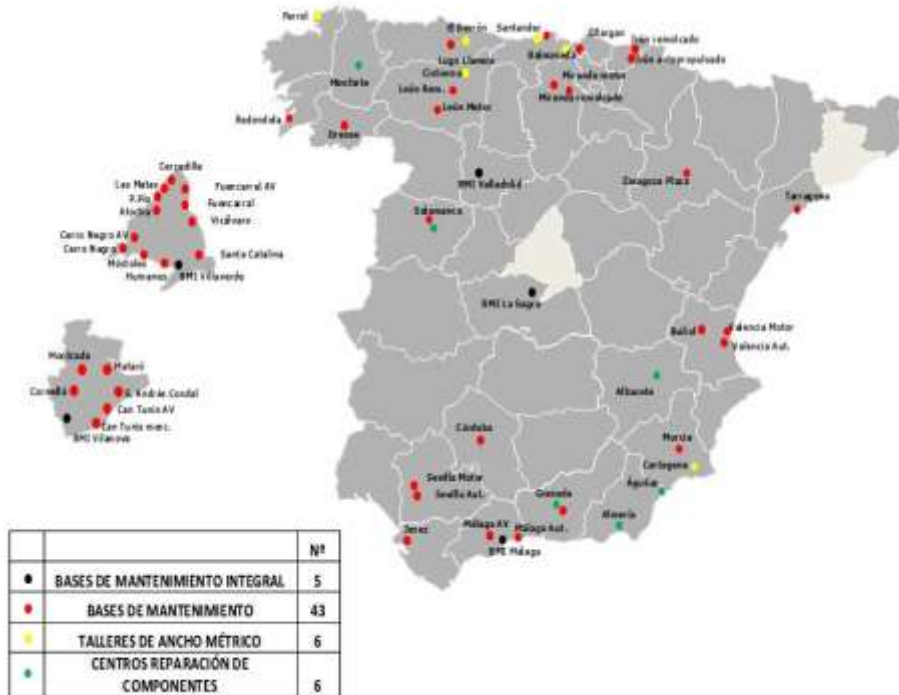 Ferrol
El Berrón
Santander
Ollargan
Irún remolcado
Irún autopropulsado
Lugo Llanera
Balmaseda
Cistierna
Miranda motor
Monforte
León Rem.
Miranda remolcado
León Motor
Redondela
Orense
Cercedilla
Las Matas
Fuencarral AV
P.Pío
Fuencarral
Atocha
Vicálvaro
Cerro Negro AV
Cerro Negro
Santa Catalina
Móstoles
Humanes
BMI Villaverde
BMI Valladolid
Zaragoza Plaza
Salamanca
Tarragona
BMI La Sagra
Buñol
Valencia Motor
Valencia Aut.
Moncada
Mataró
Cornellá
S. Andrés Condal
Can Tunis AV
Can Tunis merc.
BMI Vilanova
Albacete
Córdoba
Murcia
Cartagena
Sevilla Motor
Sevilla Aut.
Granada
Águilas
Almería
Jerez
Málaga AV
Málaga Aut.
BMI Málaga
Nº
BASES DE MANTENIMIENTO INTEGRAL 5
BASES DE MANTENIMIENTO 43
TALLERES DE ANCHO MÉTRICO 6
CENTROS REPARACIÓN DE
COMPONENTES 6